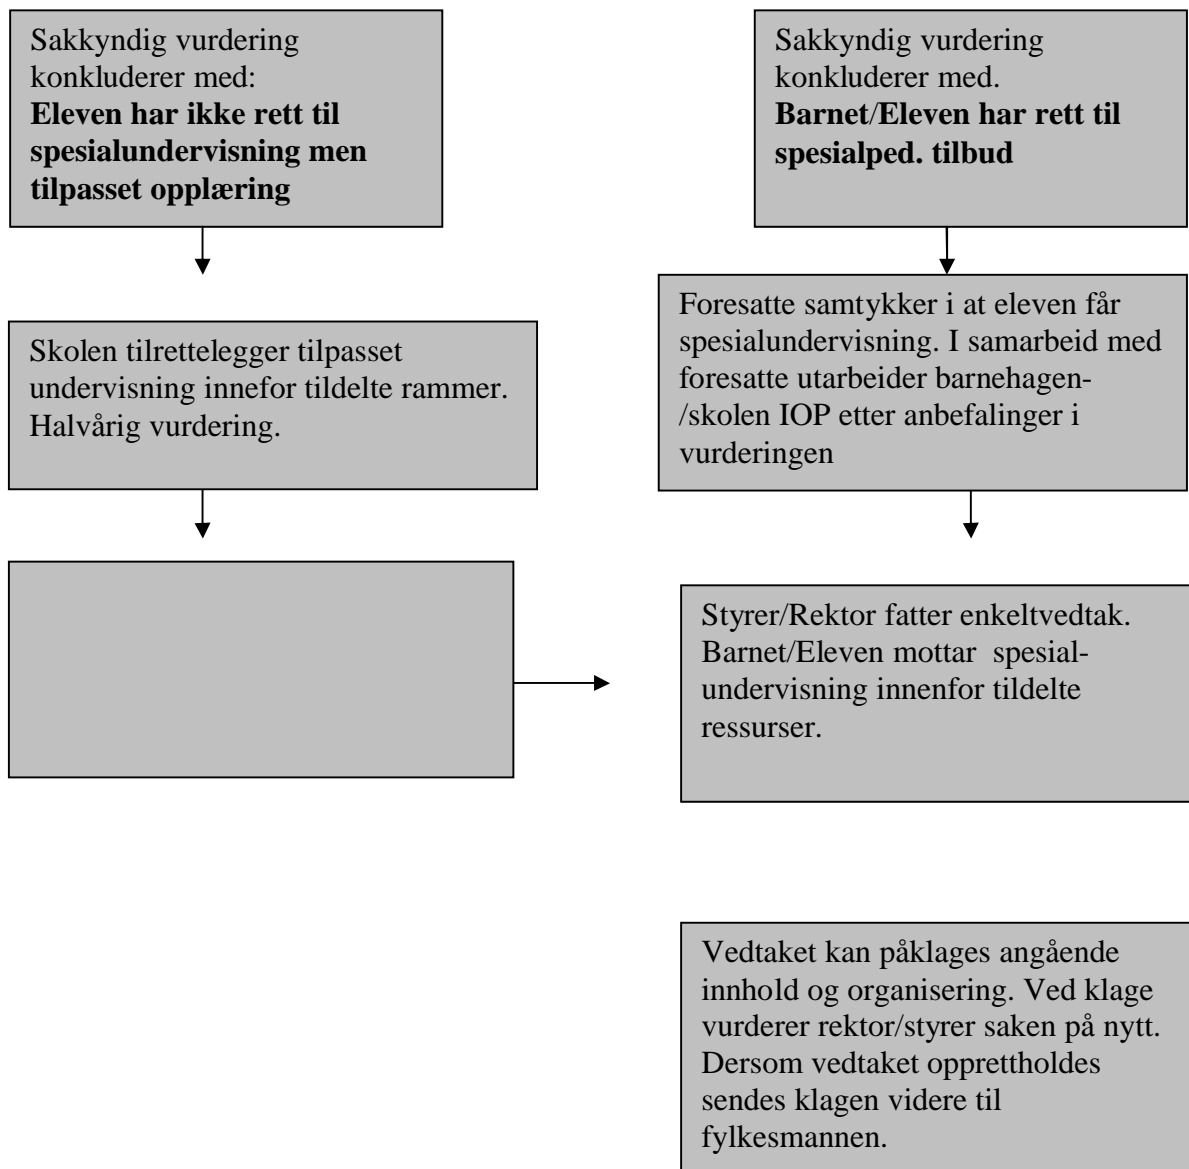 Sakkyndig vurdering
konkluderer med:
Eleven har ikke rett til
spesialundervisning men
tilpasset opplæring
Sakkyndig vurdering
konkluderer med.
Barnet/Eleven har rett til
spesialped. tilbud
Skolen tilrettelegger tilpasset
undervisning innefor tildelte rammer.
Halvårig vurdering.
Foresatte samtykker i at eleven får
spesialundervisning. I samarbeid med
foresatte utarbeider barnehagen-
/skolen IOP etter anbefalinger i
vurderingen
Styrer/Rektor fatter enkeltvedtak.
Barnet/Eleven mottar  spesial-
undervisning innenfor tildelte
ressurser.
Vedtaket kan påklages angående
innhold og organisering. Ved klage
vurderer rektor/styrer saken på nytt.
Dersom vedtaket opprettholdes
sendes klagen videre til
fylkesmannen.